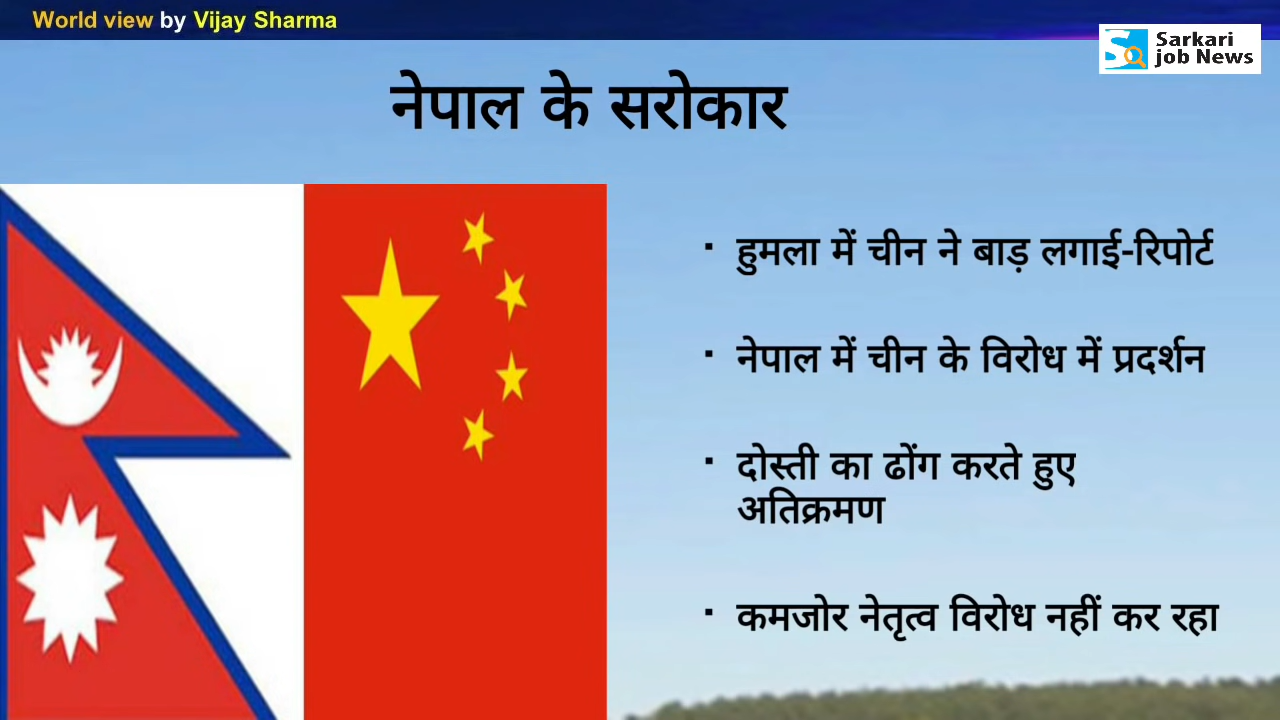 World view by Vijay Sharma
Sarkari
job News
नेपाल के सरोकार
▪ हुमला में चीन ने बाड़ लगाई-रिपोर्ट
▪ नेपाल में चीन के विरोध में प्रदर्शन
▪ दोस्ती का ढोंग करते हुए
अतिक्रमण
▪ कमजोर नेतृत्व विरोध नहीं कर रहा